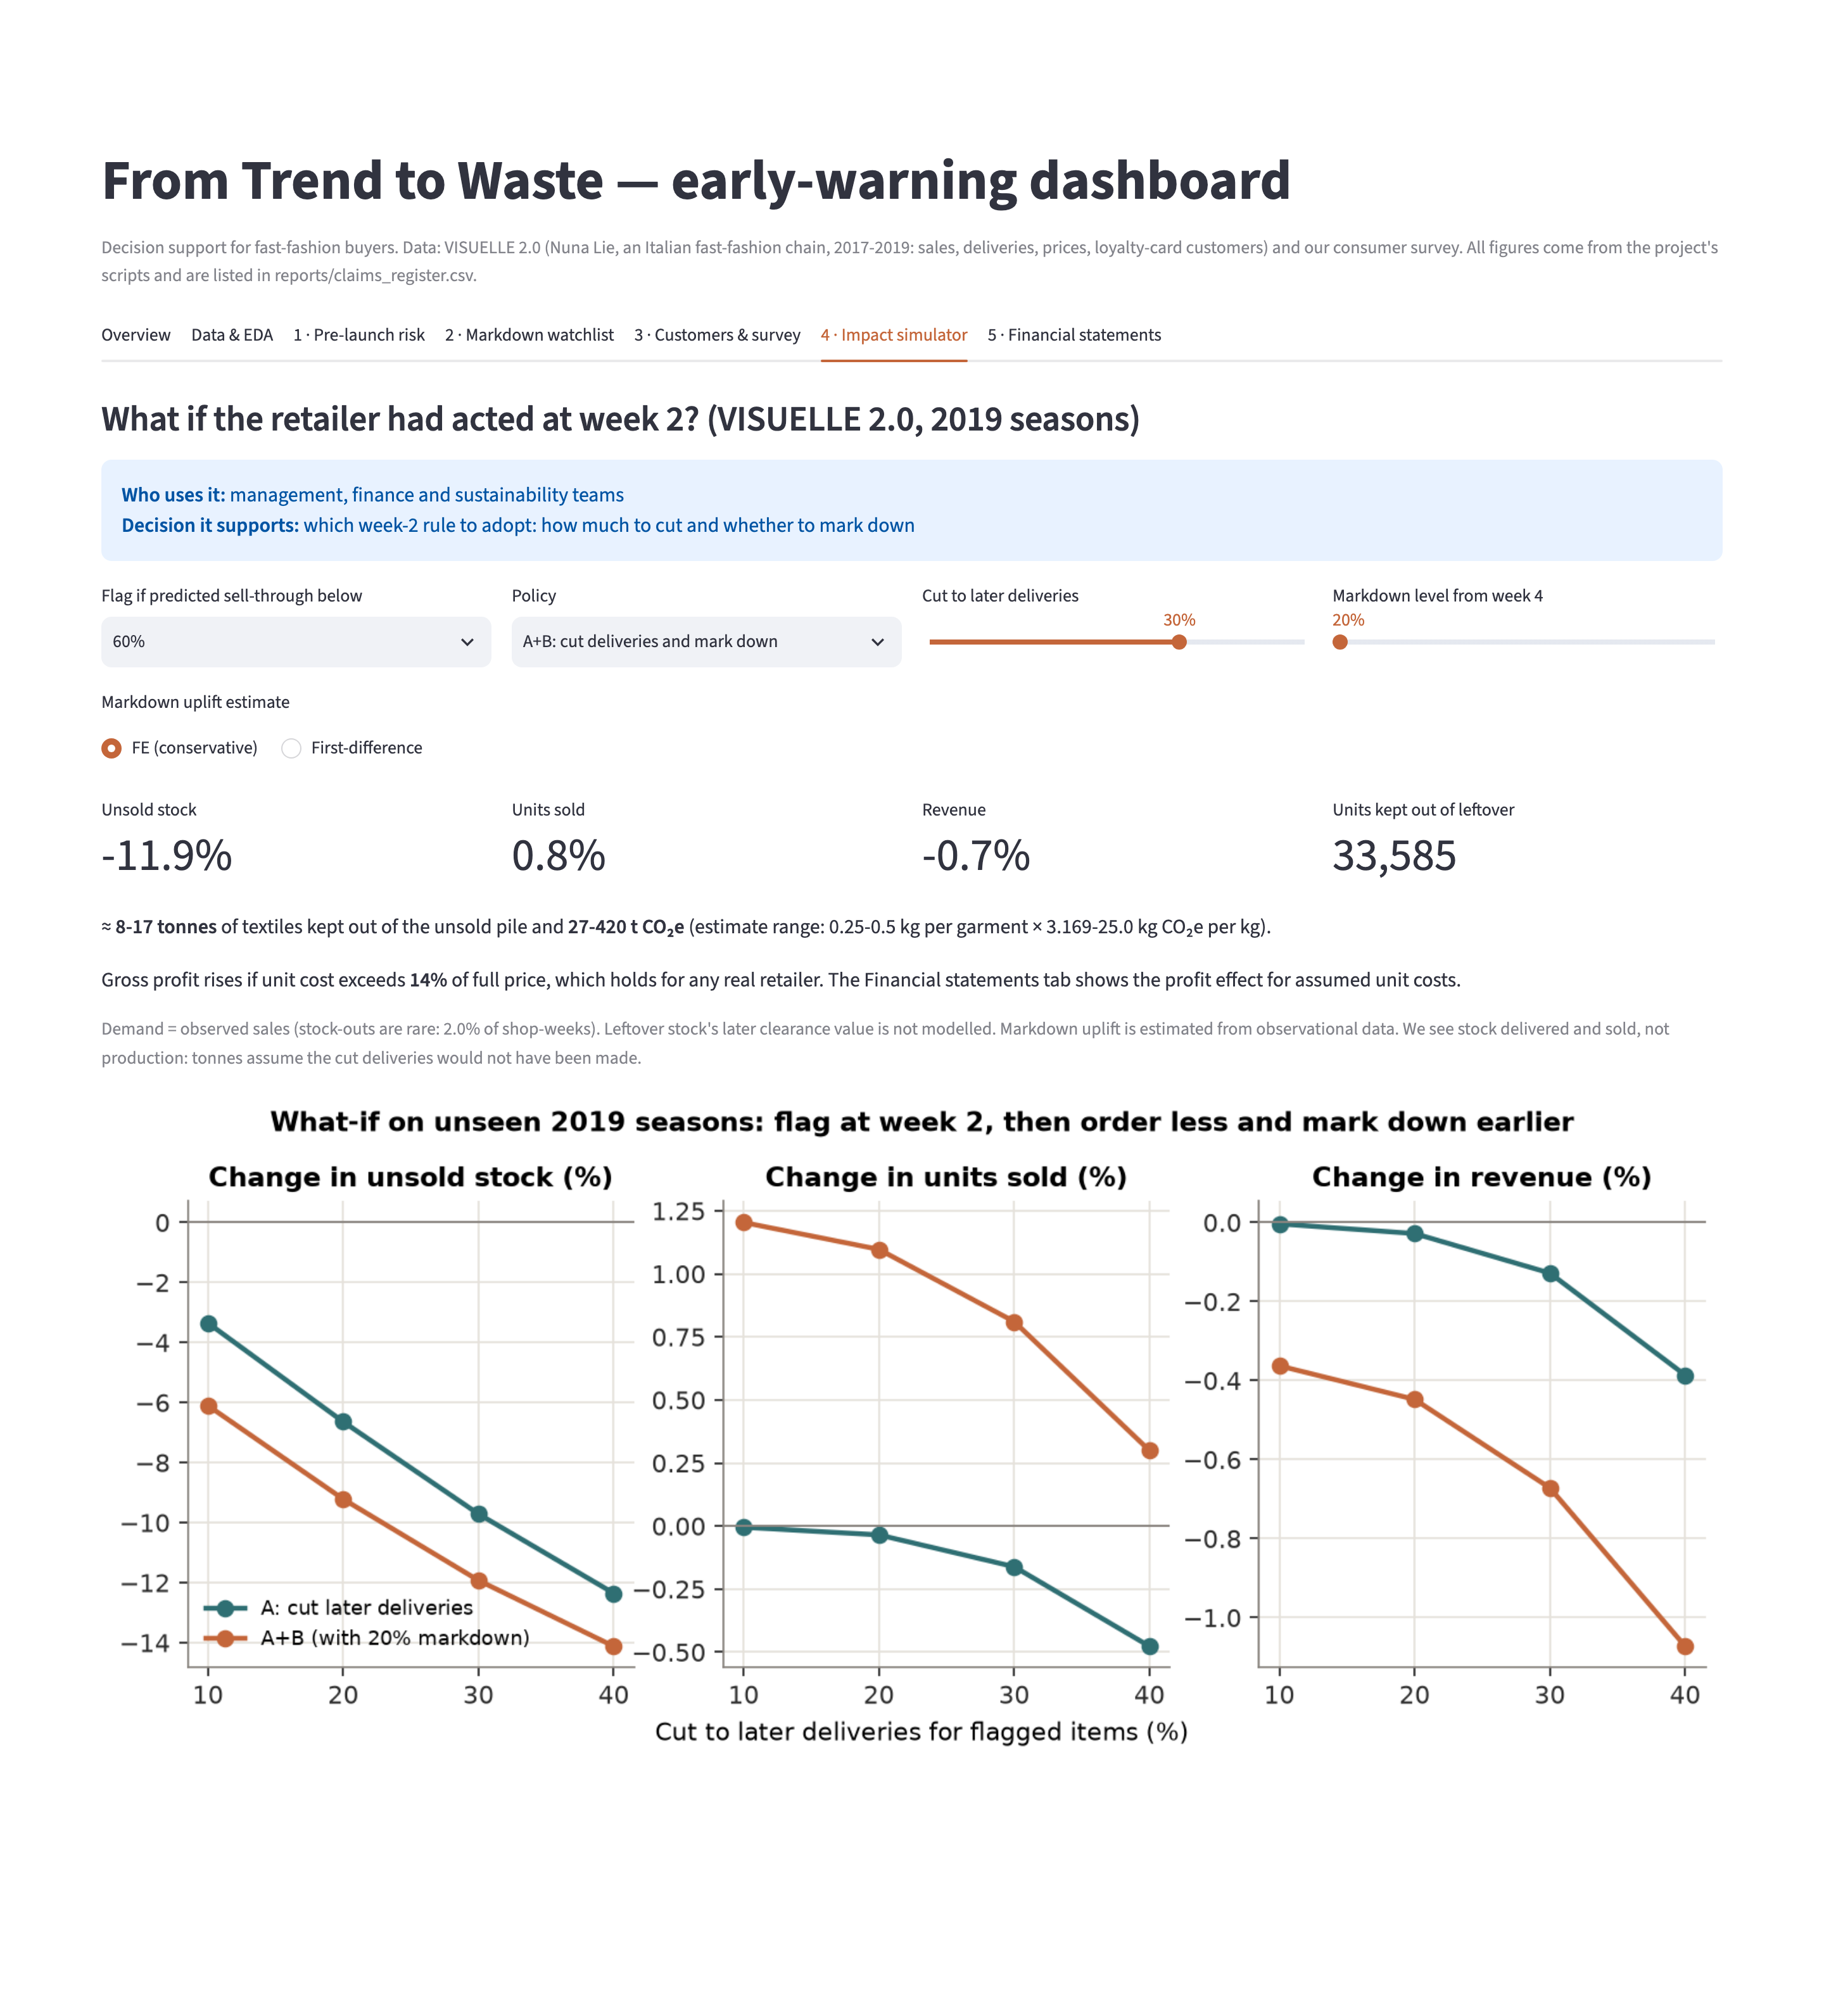 From Trend to Waste — early-warning dashboard
Decision support for fast-fashion buyers. Data: VISUELLE 2.0 (Nuna Lie, an Italian fast-fashion chain, 2017-2019: sales, deliveries, prices, loyalty-card customers) and our consumer survey. All figures come from the project's
scripts and are listed in reports/claims_register.csv.
Overview Data & EDA 1 · Pre-launch risk 2 · Markdown watchlist 3 · Customers & survey 4 · Impact simulator 5 · Financial statements
What if the retailer had acted at week 2? (VISUELLE 2.0, 2019 seasons)
Who uses it: management, finance and sustainability teams
Decision it supports: which week-2 rule to adopt: how much to cut and whether to mark down
Flag if predicted sell-through below Policy Cut to later deliveries Markdown level from week 4
30% 20%
60% A+B: cut deliveries and mark down
Markdown uplift estimate
FE (conservative) First-difference
Unsold stock Units sold Revenue Units kept out of leftover
-11.9% 0.8% -0.7% 33,585
≈ 8-17 tonnes of textiles kept out of the unsold pile and 27-420 t CO₂e (estimate range: 0.25-0.5 kg per garment × 3.169-25.0 kg CO₂e per kg).
Gross profit rises if unit cost exceeds 14% of full price, which holds for any real retailer. The Financial statements tab shows the profit effect for assumed unit costs.
Demand = observed sales (stock-outs are rare: 2.0% of shop-weeks). Leftover stock's later clearance value is not modelled. Markdown uplift is estimated from observational data. We see stock delivered and sold, not
production: tonnes assume the cut deliveries would not have been made.
What-if on unseen 2019 seasons: flag at week 2, then order less and mark down earlier
Change in unsold stock (%)
0
−2
−4
−6
−8
−10
−12
−14
A: cut later deliveries
A+B (with 20% markdown)
10 20 30 40
Change in units sold (%)
1.25
1.00
0.75
0.50
0.25
0.00
−0.25
−0.50
10 20 30 40
Change in revenue (%)
0.0
−0.2
−0.4
−0.6
−0.8
−1.0
10 20 30 40
Cut to later deliveries for flagged items (%)